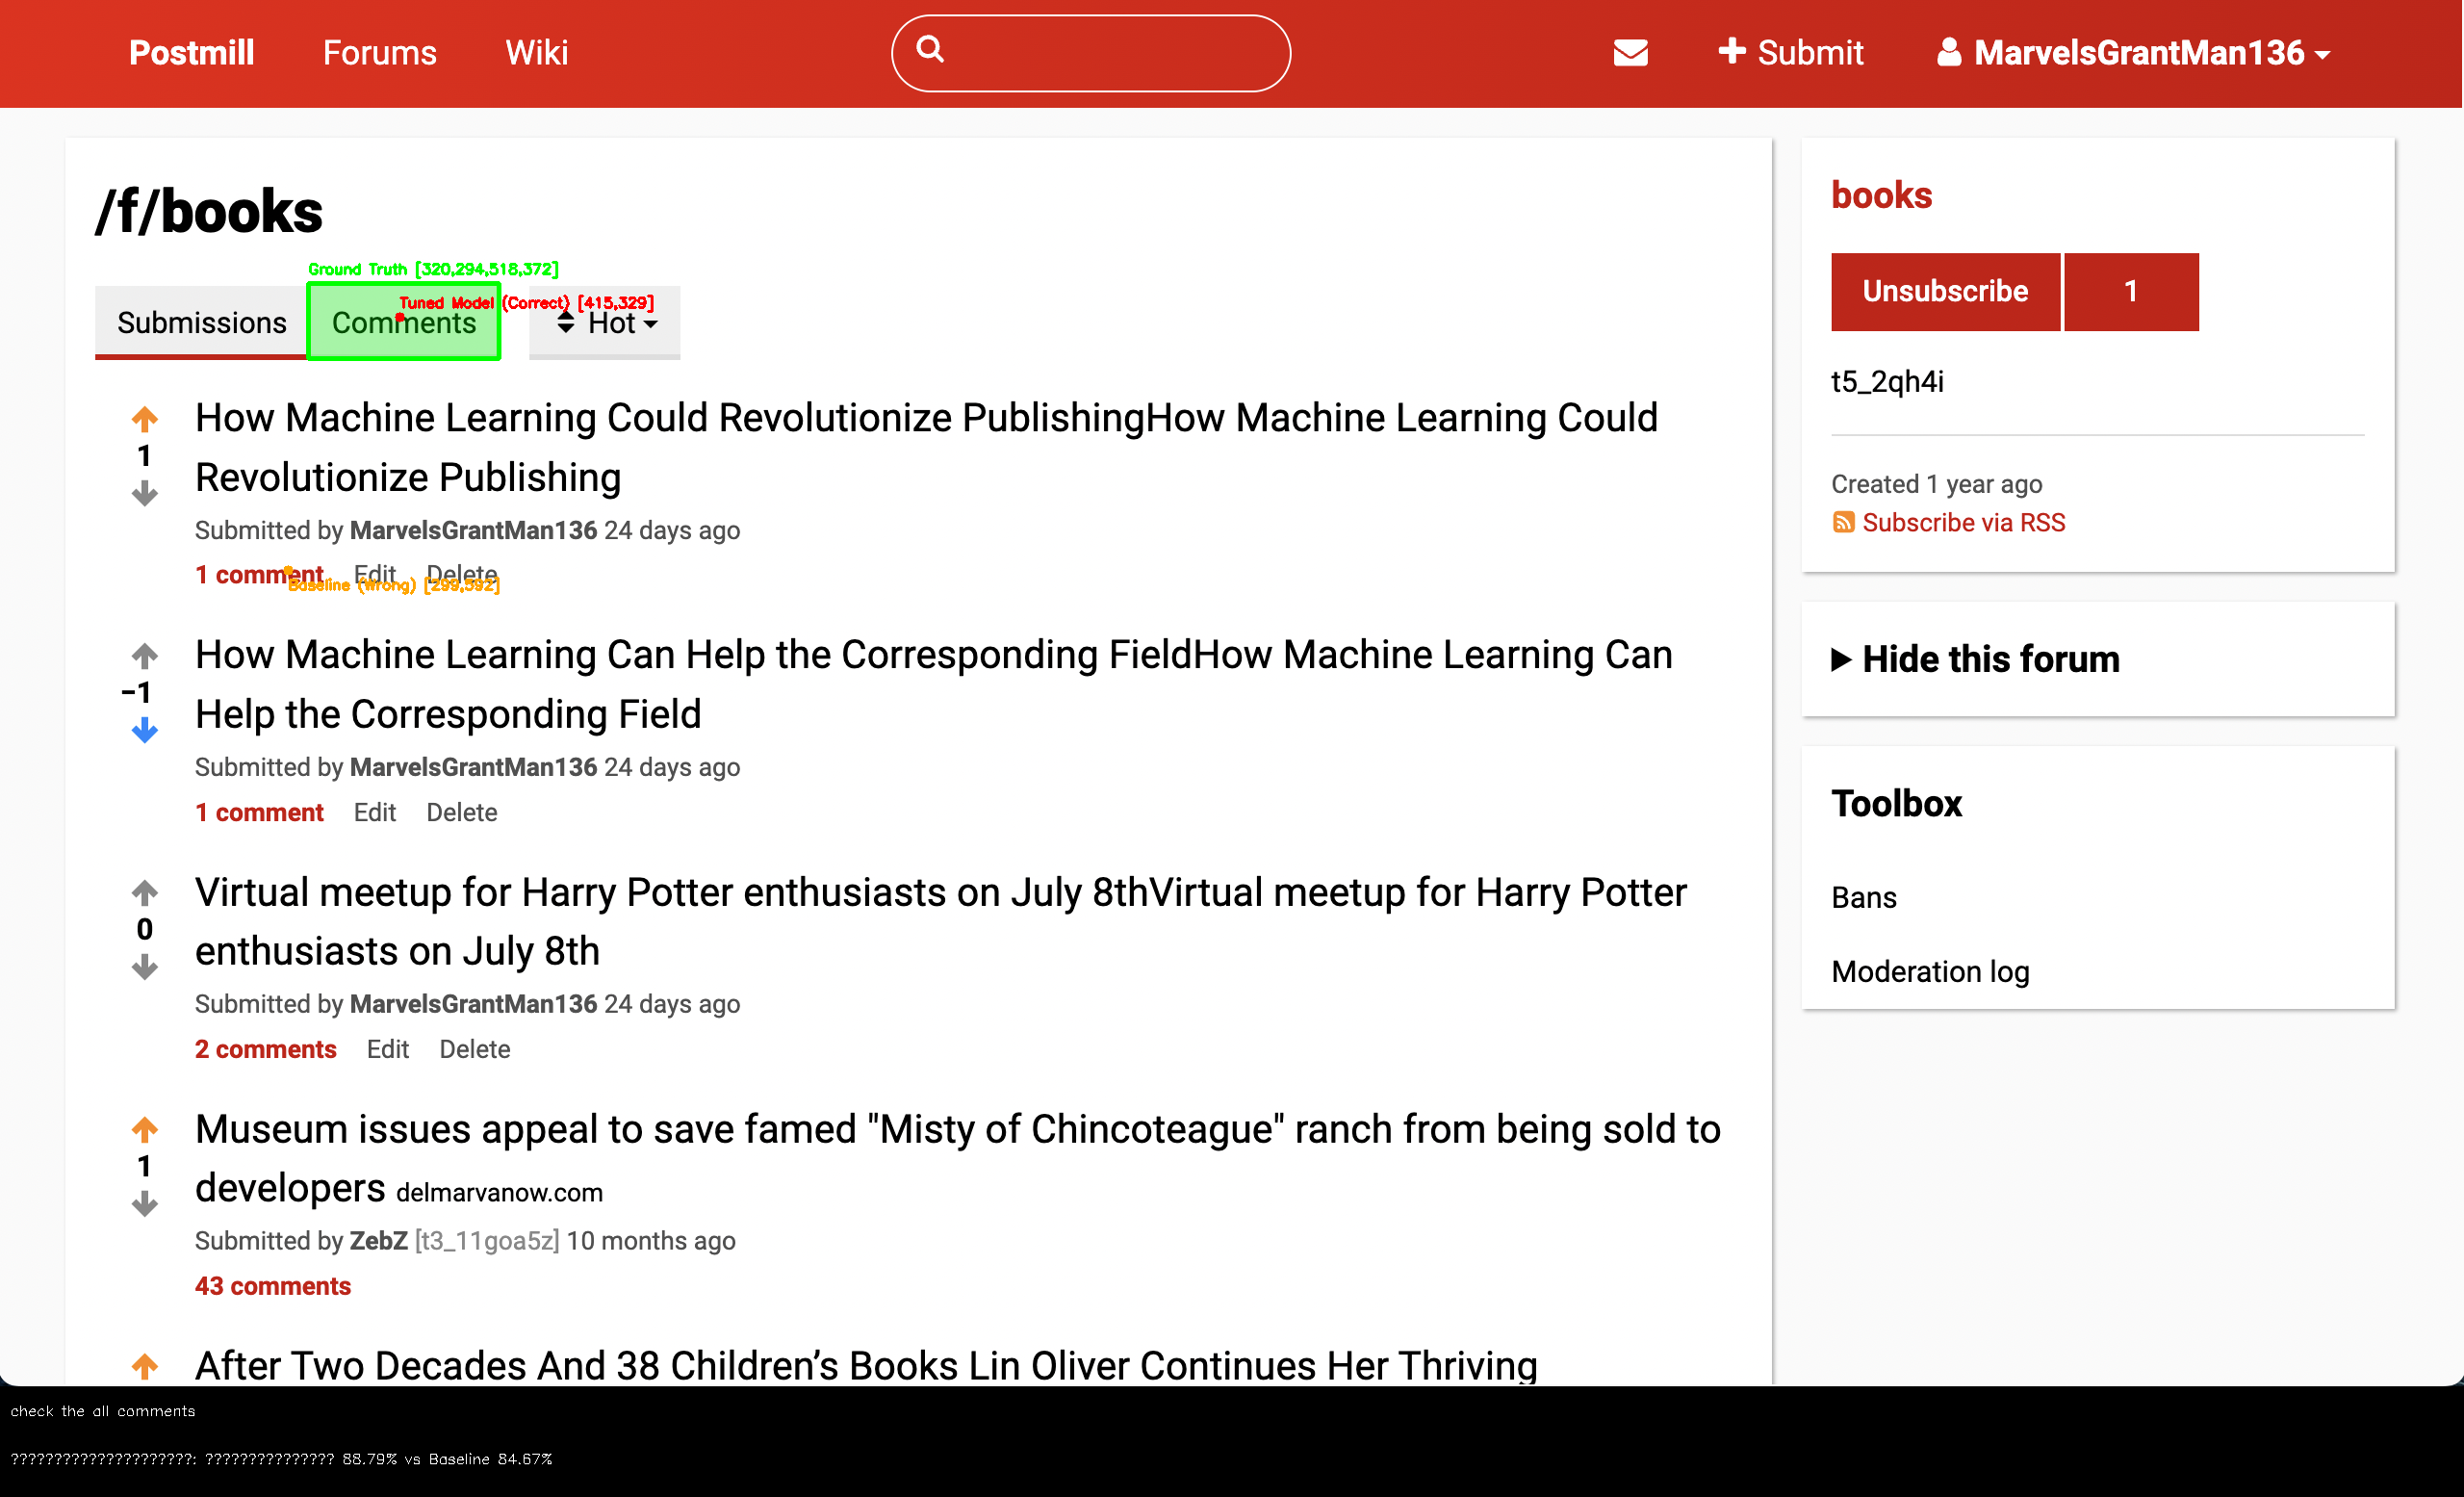 Postmill Forums Wiki Submit MarvelsGrantMan136
/f/books
Ground Truth [320,294,518,372]
Tuned Model (Correct) [415,329]
Submissions Comments Hot
1
How Machine Learning Could Revolutionize PublishingHow Machine Learning Could
Revolutionize Publishing
Submitted by MarvelsGrantMan136 24 days ago
1 comment Edit Delete
Baseline (Wrong) [299,592]
-1
How Machine Learning Can Help the Corresponding FieldHow Machine Learning Can
Help the Corresponding Field
Submitted by MarvelsGrantMan136 24 days ago
1 comment Edit Delete
0
Virtual meetup for Harry Potter enthusiasts on July 8thVirtual meetup for Harry Potter
enthusiasts on July 8th
Submitted by MarvelsGrantMan136 24 days ago
2 comments Edit Delete
1
Museum issues appeal to save famed "Misty of Chincoteague" ranch from being sold to
developers delmarvanow.com
Submitted by ZebZ [t3_11goa5z] 10 months ago
43 comments
After Two Decades And 38 Children’s Books Lin Oliver Continues Her Thriving
books
Unsubscribe 1
t5_2qh4i
Created 1 year ago
Subscribe via RSS
Hide this forum
Toolbox
Bans
Moderation log
check the all comments
?????????????????????: ??????????????? 88.79% vs Baseline 84.67%